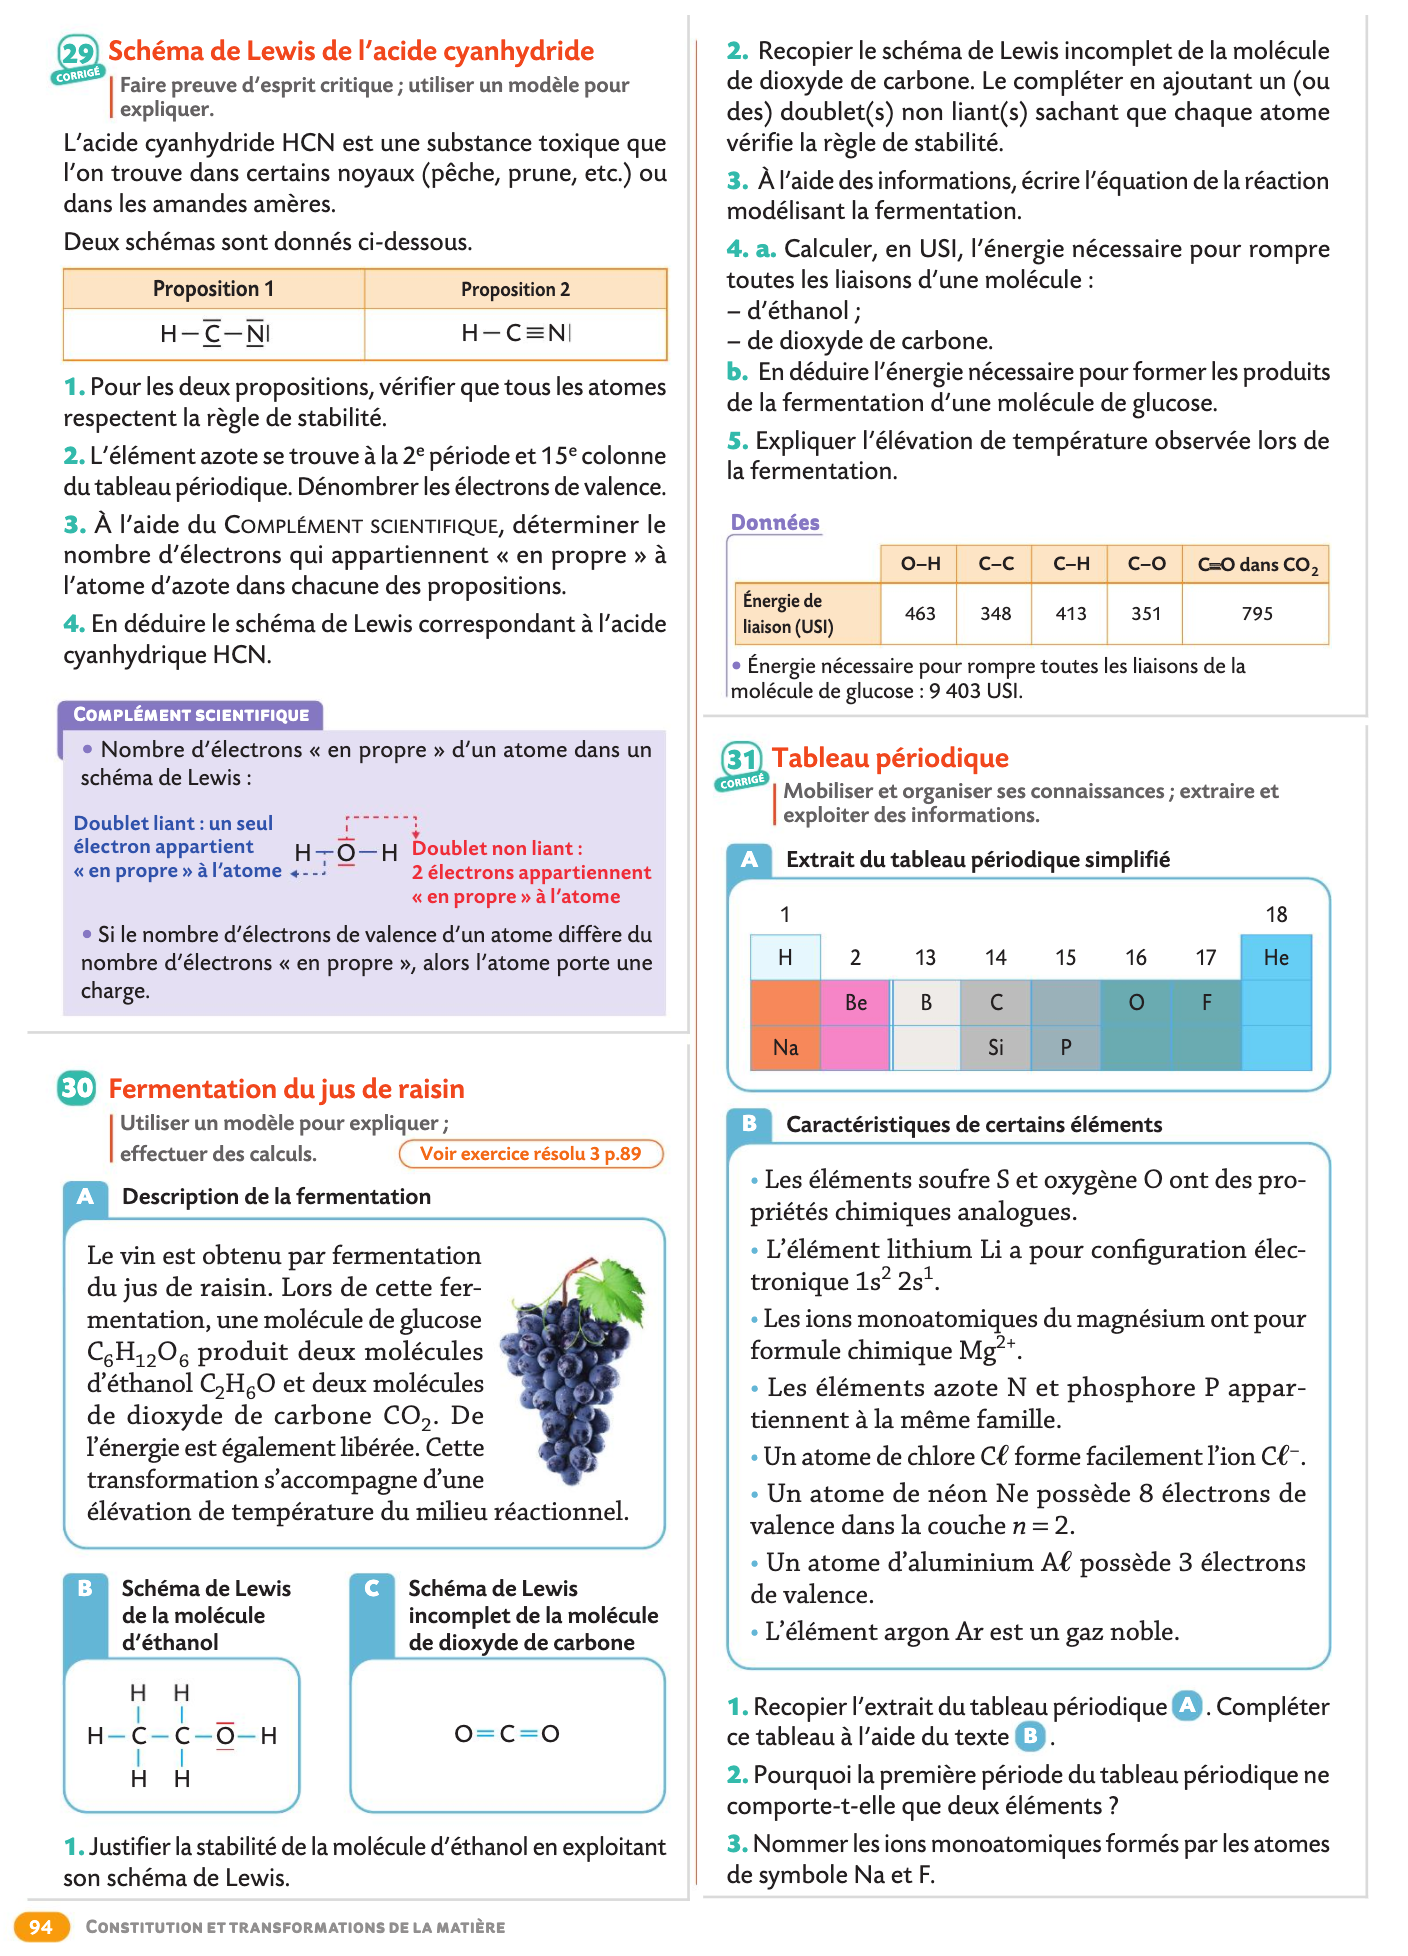 29 Schéma de Lewis de l'acide cyanhydride
CORRIGÉ
Faire preuve d'esprit critique ; utiliser un modèle pour
expliquer.
L'acide cyanhydride HCN est une substance toxique que
l'on trouve dans certains noyaux (pêche, prune, etc.) ou
dans les amandes amères.
Deux schémas sont donnés ci-dessous.
Proposition 1 Proposition 2
H – C – N| H – C ≡ N|
1. Pour les deux propositions, vérifier que tous les atomes
respectent la règle de stabilité.
2. L'élément azote se trouve à la 2e période et 15e colonne
du tableau périodique. Dénombrer les électrons de valence.
3. À l'aide du COMPLÉMENT SCIENTIFIQUE, déterminer le
nombre d'électrons qui appartiennent « en propre » à
l'atome d'azote dans chacune des propositions.
4. En déduire le schéma de Lewis correspondant à l'acide
cyanhydrique HCN.
COMPLÉMENT SCIENTIFIQUE
• Nombre d'électrons « en propre » d'un atome dans un
schéma de Lewis :
Doublet liant : un seul
électron appartient
« en propre » à l'atome
H – O – H
Doublet non liant :
2 électrons appartiennent
« en propre » à l'atome
• Si le nombre d'électrons de valence d'un atome diffère du
nombre d'électrons « en propre », alors l'atome porte une
charge.
30 Fermentation du jus de raisin
Utiliser un modèle pour expliquer ;
effectuer des calculs.
Voir exercice résolu 3 p.89
A Description de la fermentation
Le vin est obtenu par fermentation
du jus de raisin. Lors de cette fer-
mentation, une molécule de glucose
C6H12O6 produit deux molécules
d'éthanol C2H6O et deux molécules
de dioxyde de carbone CO2. De
l'énergie est également libérée. Cette
transformation s'accompagne d'une
élévation de température du milieu réactionnel.
B Schéma de Lewis
de la molécule
d'éthanol
H H
H – C – C – O – H
H H
C Schéma de Lewis
incomplet de la molécule
de dioxyde de carbone
O = C = O
1. Justifier la stabilité de la molécule d'éthanol en exploitant
son schéma de Lewis.
2. Recopier le schéma de Lewis incomplet de la molécule
de dioxyde de carbone. Le compléter en ajoutant un (ou
des) doublet(s) non liant(s) sachant que chaque atome
vérifie la règle de stabilité.
3. À l'aide des informations, écrire l'équation de la réaction
modélisant la fermentation.
4. a. Calculer, en USI, l'énergie nécessaire pour rompre
toutes les liaisons d'une molécule :
– d'éthanol ;
– de dioxyde de carbone.
b. En déduire l'énergie nécessaire pour former les produits
de la fermentation d'une molécule de glucose.
5. Expliquer l'élévation de température observée lors de
la fermentation.
Données
O–H C–C C–H C–O C=O dans CO2
Énergie de
liaison (USI)
463 348 413 351 795
• Énergie nécessaire pour rompre toutes les liaisons de la
molécule de glucose : 9 403 USI.
31 Tableau périodique
CORRIGÉ
Mobiliser et organiser ses connaissances ; extraire et
exploiter des informations.
A Extrait du tableau périodique simplifié
1 18
H 2 13 14 15 16 17 He
Be B C O F
Na Si P
B Caractéristiques de certains éléments
• Les éléments soufre S et oxygène O ont des pro-
priétés chimiques analogues.
• L'élément lithium Li a pour configuration élec-
tronique 1s² 2s¹.
• Les ions monoatomiques du magnésium ont pour
formule chimique Mg²⁺.
• Les éléments azote N et phosphore P appar-
tiennent à la même famille.
• Un atome de chlore Cℓ forme facilement l'ion Cℓ⁻.
• Un atome de néon Ne possède 8 électrons de
valence dans la couche n = 2.
• Un atome d'aluminium Aℓ possède 3 électrons
de valence.
• L'élément argon Ar est un gaz noble.
1. Recopier l'extrait du tableau périodique A. Compléter
ce tableau à l'aide du texte B.
2. Pourquoi la première période du tableau périodique ne
comporte-t-elle que deux éléments ?
3. Nommer les ions monoatomiques formés par les atomes
de symbole Na et F.
94 CONSTITUTION ET TRANSFORMATIONS DE LA MATIÈRE